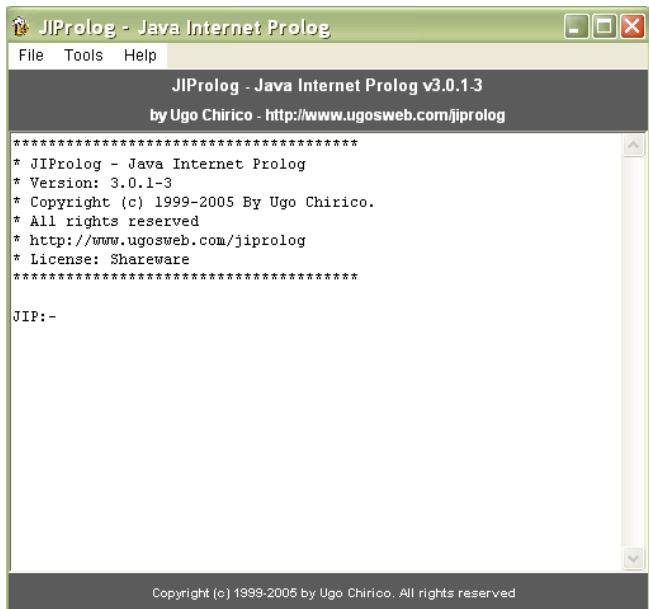 JIProlog - Java Internet Prolog
File Tools Help
JIProlog - Java Internet Prolog v3.0.1-3
by Ugo Chirico - http://www.ugosweb.com/jiprolog
***************************************
* JIProlog - Java Internet Prolog
* Version: 3.0.1-3
* Copyright (c) 1999-2005 By Ugo Chirico.
* All rights reserved
* http://www.ugosweb.com/jiprolog
* License: Shareware
***************************************
JIP:-
Copyright (c) 1999-2005 by Ugo Chirico. All rights reserved